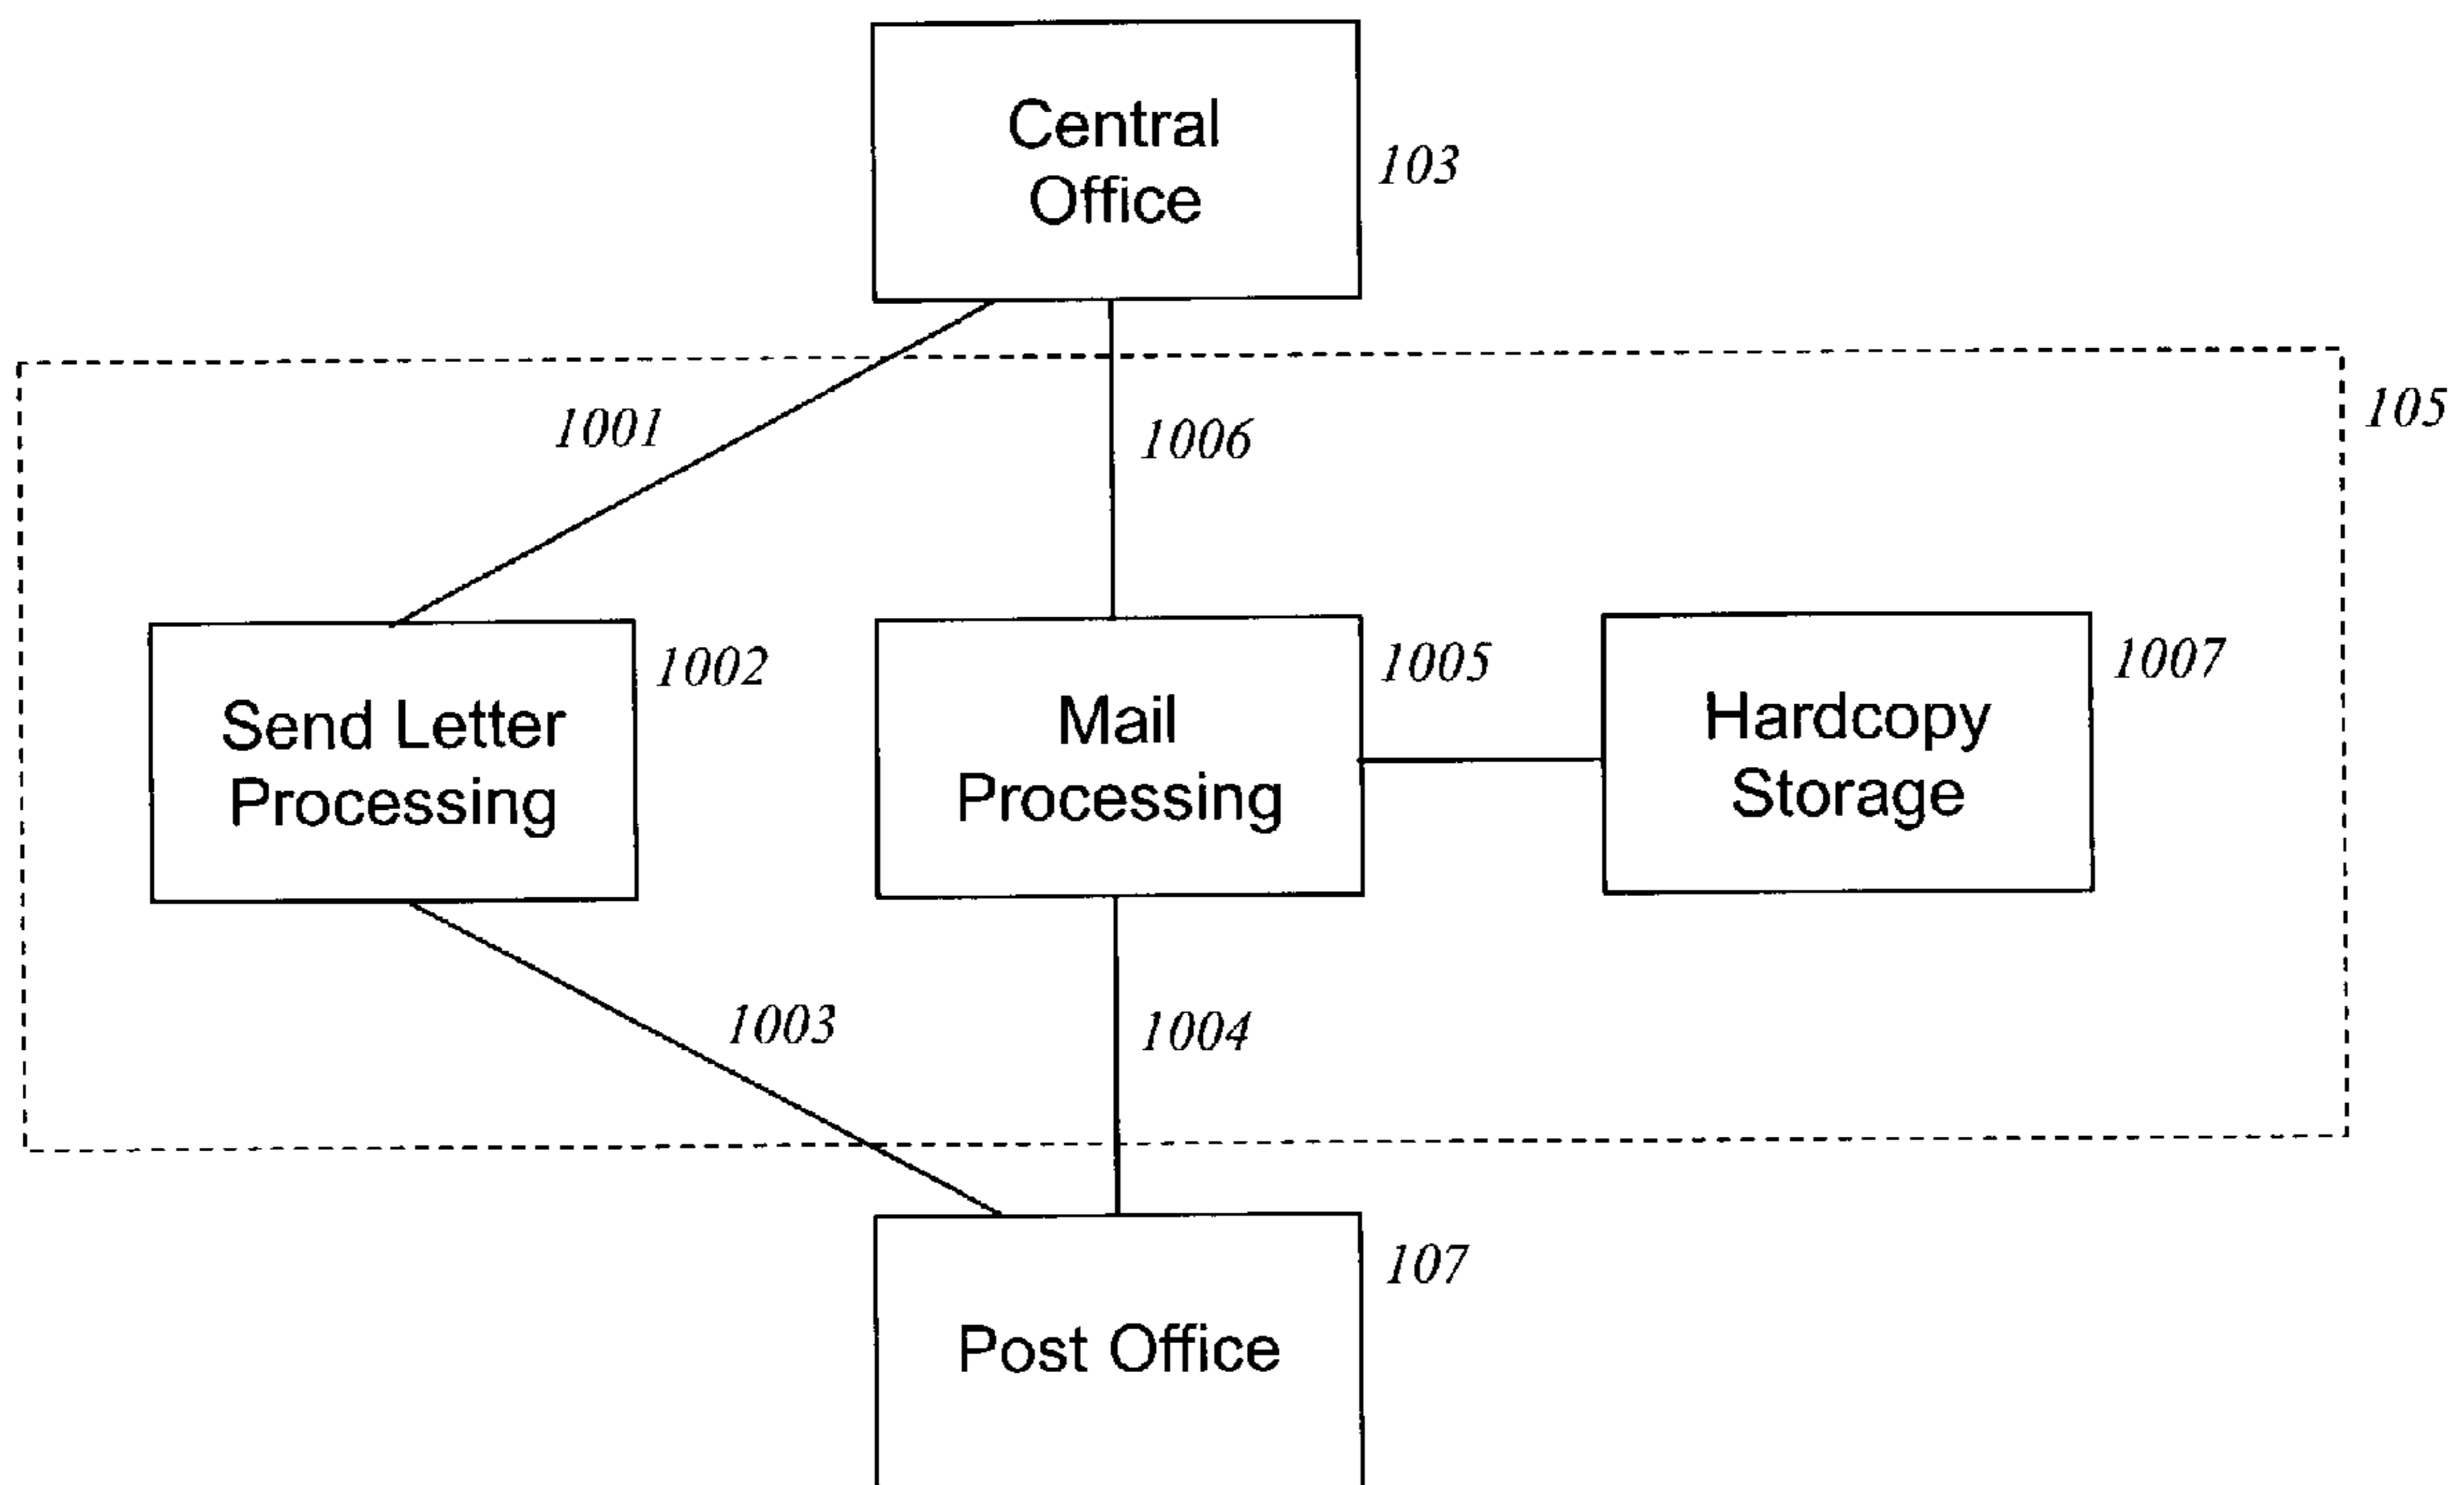 Central
Office
103
105
1001
1006
Send Letter
Processing
1002
Mail
Processing
1005
Hardcopy
Storage
1007
1003
1004
Post Office
107